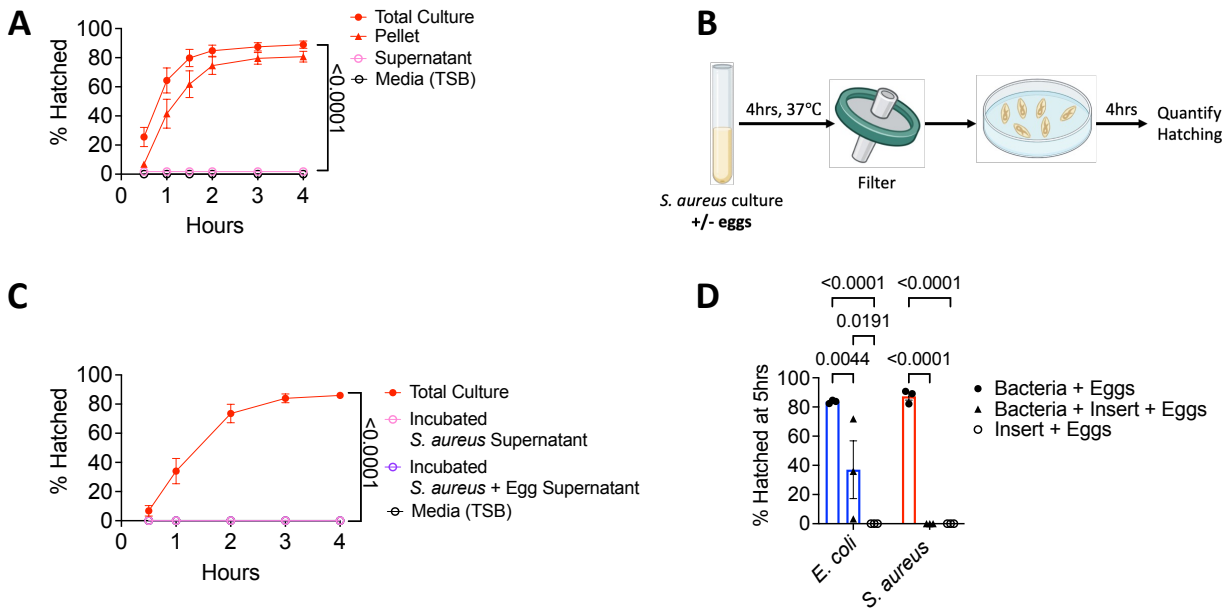 A
% Hatched
100
80
60
40
20
0
0
1
2
3
4
Hours
Total Culture
Pellet
Supernatant
Media (TSB)
<0.0001
B
4hrs, 37°C
4hrs
Quantify
Hatching
Filter
S. aureus culture
+/- eggs
C
% Hatched
100
80
60
40
20
0
0
1
2
3
4
Hours
Total Culture
Incubated
S. aureus Supernatant
Incubated
S. aureus + Egg Supernatant
Media (TSB)
<0.0001
D
<0.0001
<0.0001
0.0191
0.0044
<0.0001
% Hatched at 5hrs
100
80
60
40
20
0
E. coli
S. aureus
Bacteria + Eggs
Bacteria + Insert + Eggs
Insert + Eggs